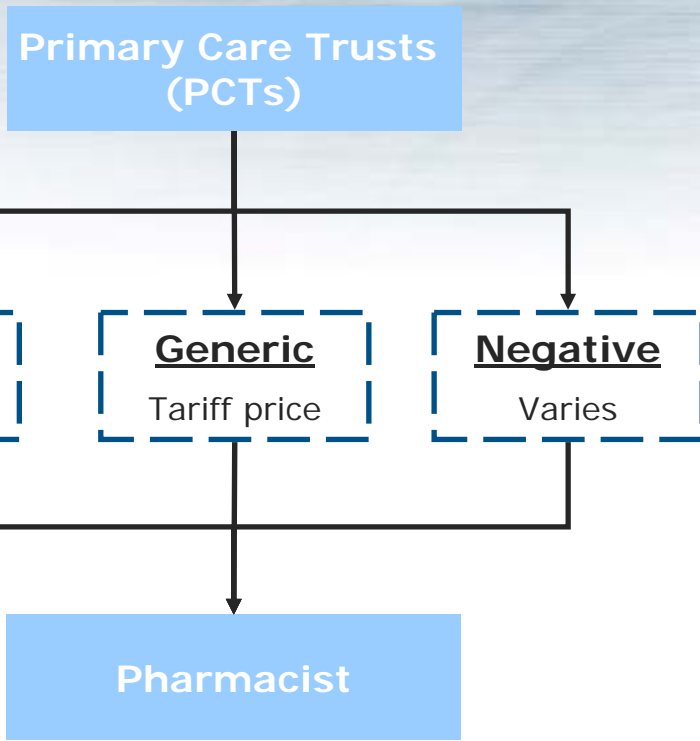 Primary Care Trusts
(PCTs)
Generic
Negative
Tariff price
Varies
Pharmacist